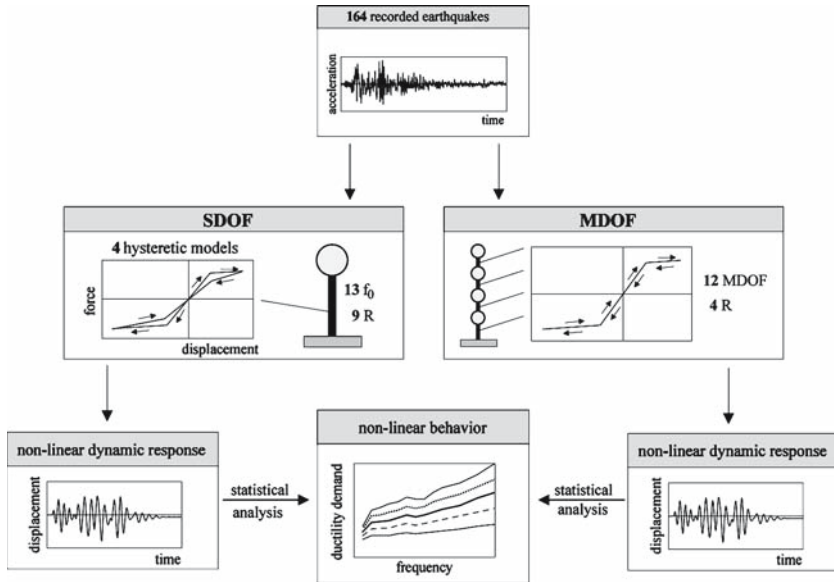 164 recorded earthquakes
acceleration
time
SDOF
4 hysteretic models
force
displacement
13 f₀
9 R
MDOF
12 MDOF
4 R
non-linear dynamic response
displacement
time
statistical
analysis
non-linear behavior
ductility demand
frequency
statistical
analysis
non-linear dynamic response
displacement
time